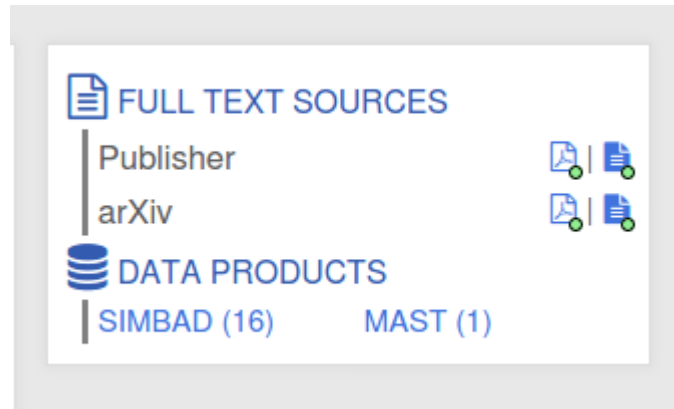 FULL TEXT SOURCES
Publisher |
arXiv |
DATA PRODUCTS
SIMBAD (16) MAST (1)